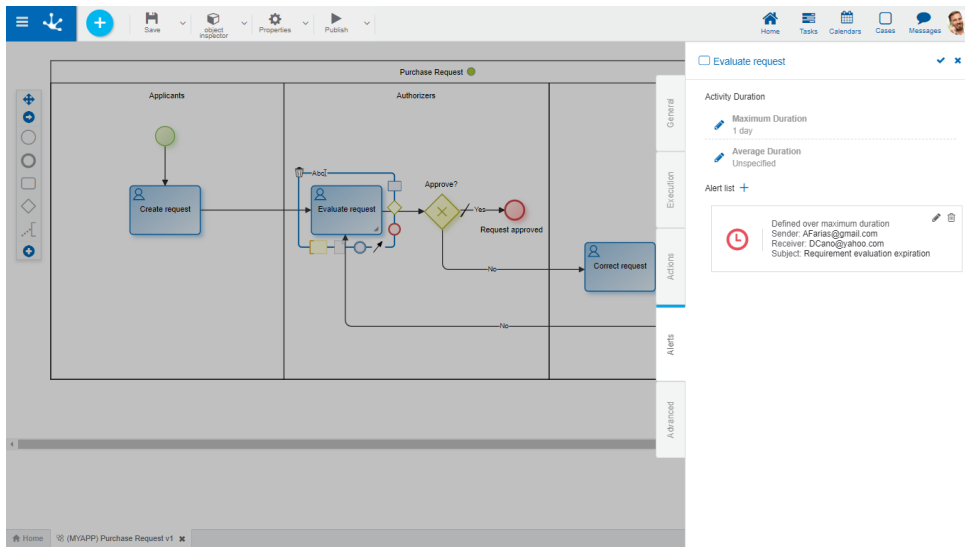 Save
object
inspector
Properties
Publish
Home
Tasks
Calendars
Cases
Messages
Purchase Request
Applicants
Authorizers
Create request
Abc
Evaluate request
Approve?
Yes
Request approved
No
Correct request
No
General
Execution
Actions
Alerts
Advanced
Evaluate request
Activity Duration
Maximum Duration
1 day
Average Duration
Unspecified
Alert list
Defined over maximum duration
Sender: AFarias@gmail.com
Receiver: DCano@yahoo.com
Subject: Requirement evaluation expiration
Home
(MYAPP) Purchase Request v1